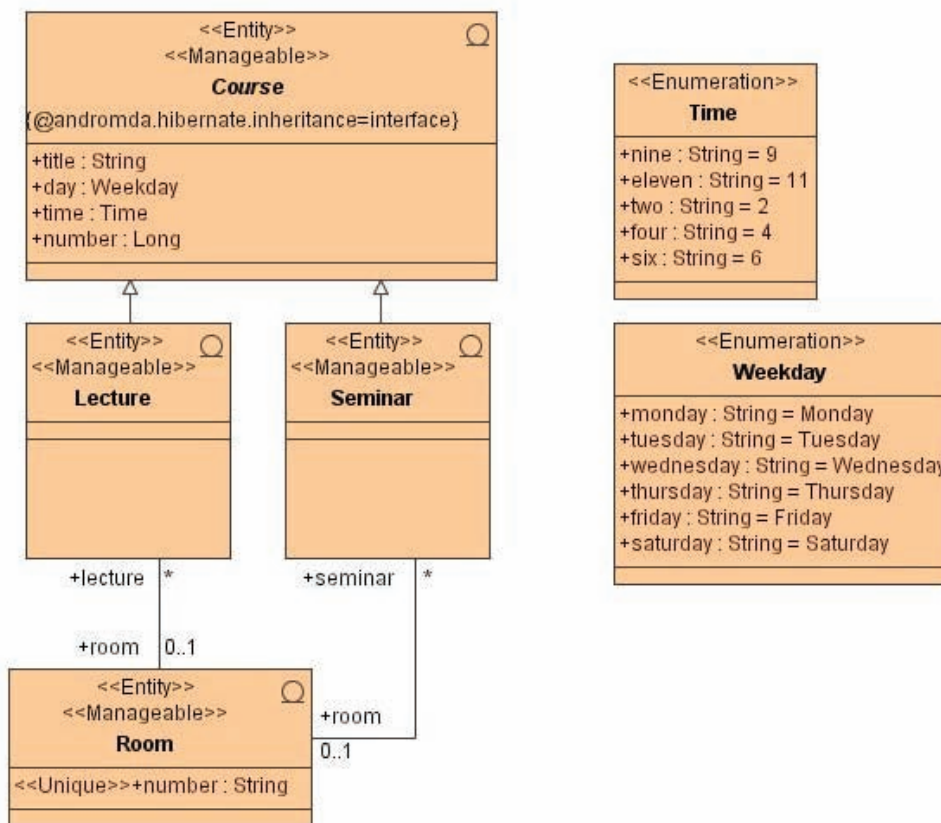 <<Entity>>
<<Manageable>>
Course
{@andromda.hibernate.inheritance=interface}
+title : String
+day : Weekday
+time : Time
+number : Long
<<Enumeration>>
Time
+nine : String = 9
+eleven : String = 11
+two : String = 2
+four : String = 4
+six : String = 6
<<Entity>>
<<Manageable>>
Lecture
<<Entity>>
<<Manageable>>
Seminar
<<Enumeration>>
Weekday
+monday : String = Monday
+tuesday : String = Tuesday
+wednesday : String = Wednesday
+thursday : String = Thursday
+friday : String = Friday
+saturday : String = Saturday
+lecture *
+seminar *
+room 0..1
<<Entity>>
<<Manageable>>
Room
<<Unique>>+number : String
+room
0..1